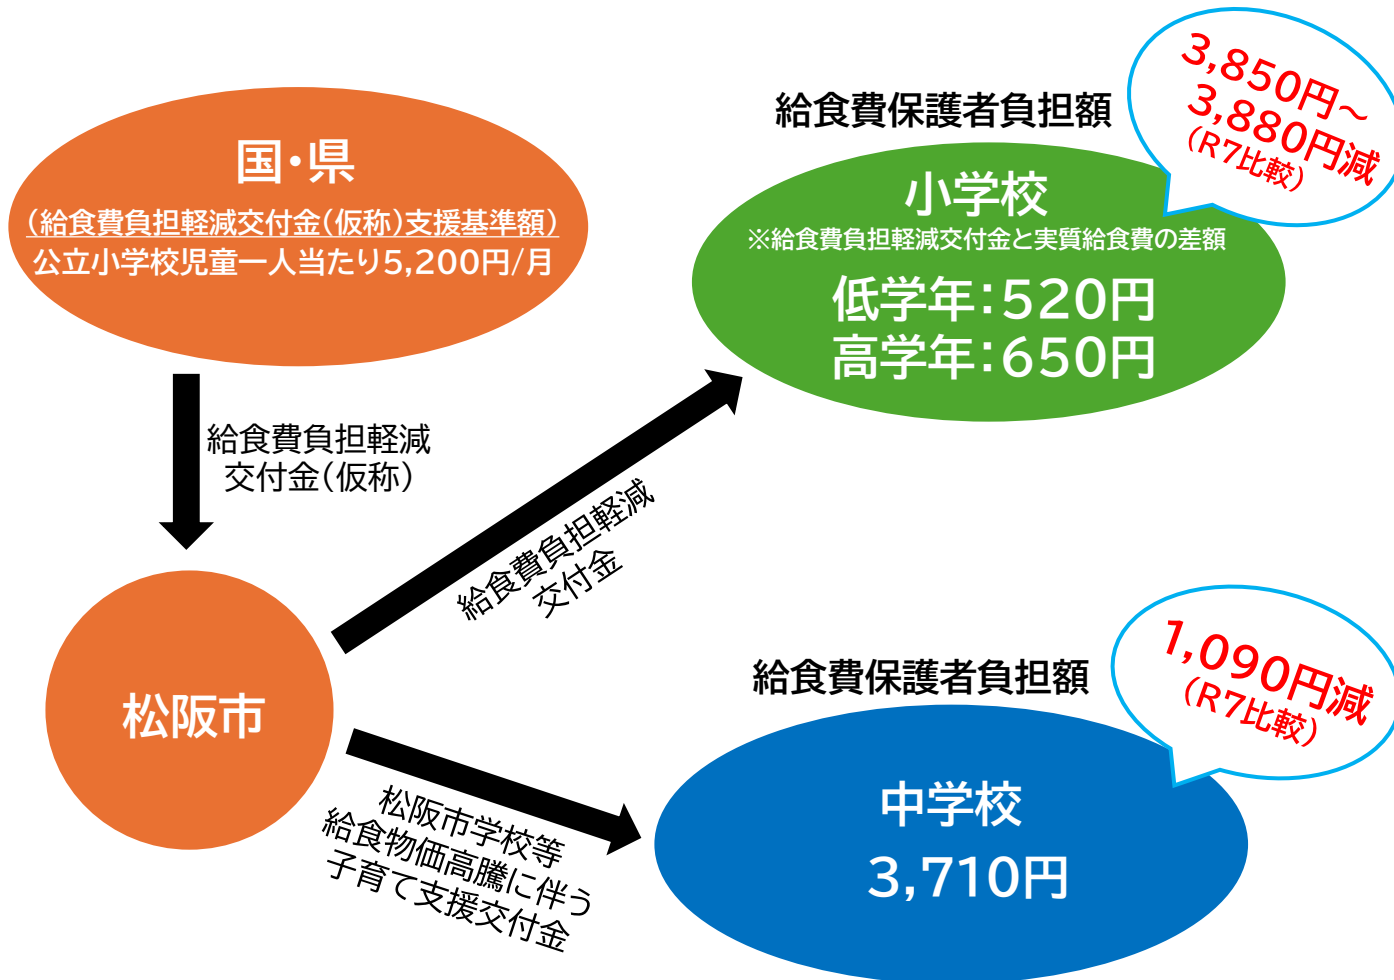 国・県
(給食費負担軽減交付金(仮称)支援基準額)
公立小学校児童一人当たり5,200円/月
給食費負担軽減
交付金(仮称)
松阪市
給食費保護者負担額
3,850円～
3,880円減
(R7比較)
小学校
※給食費負担軽減交付金と実質給食費の差額
低学年：520円
高学年：650円
給食費負担軽減
交付金
給食費保護者負担額
1,090円減
(R7比較)
中学校
3,710円
松阪市学校等
給食物価高騰に伴う
子育て支援交付金